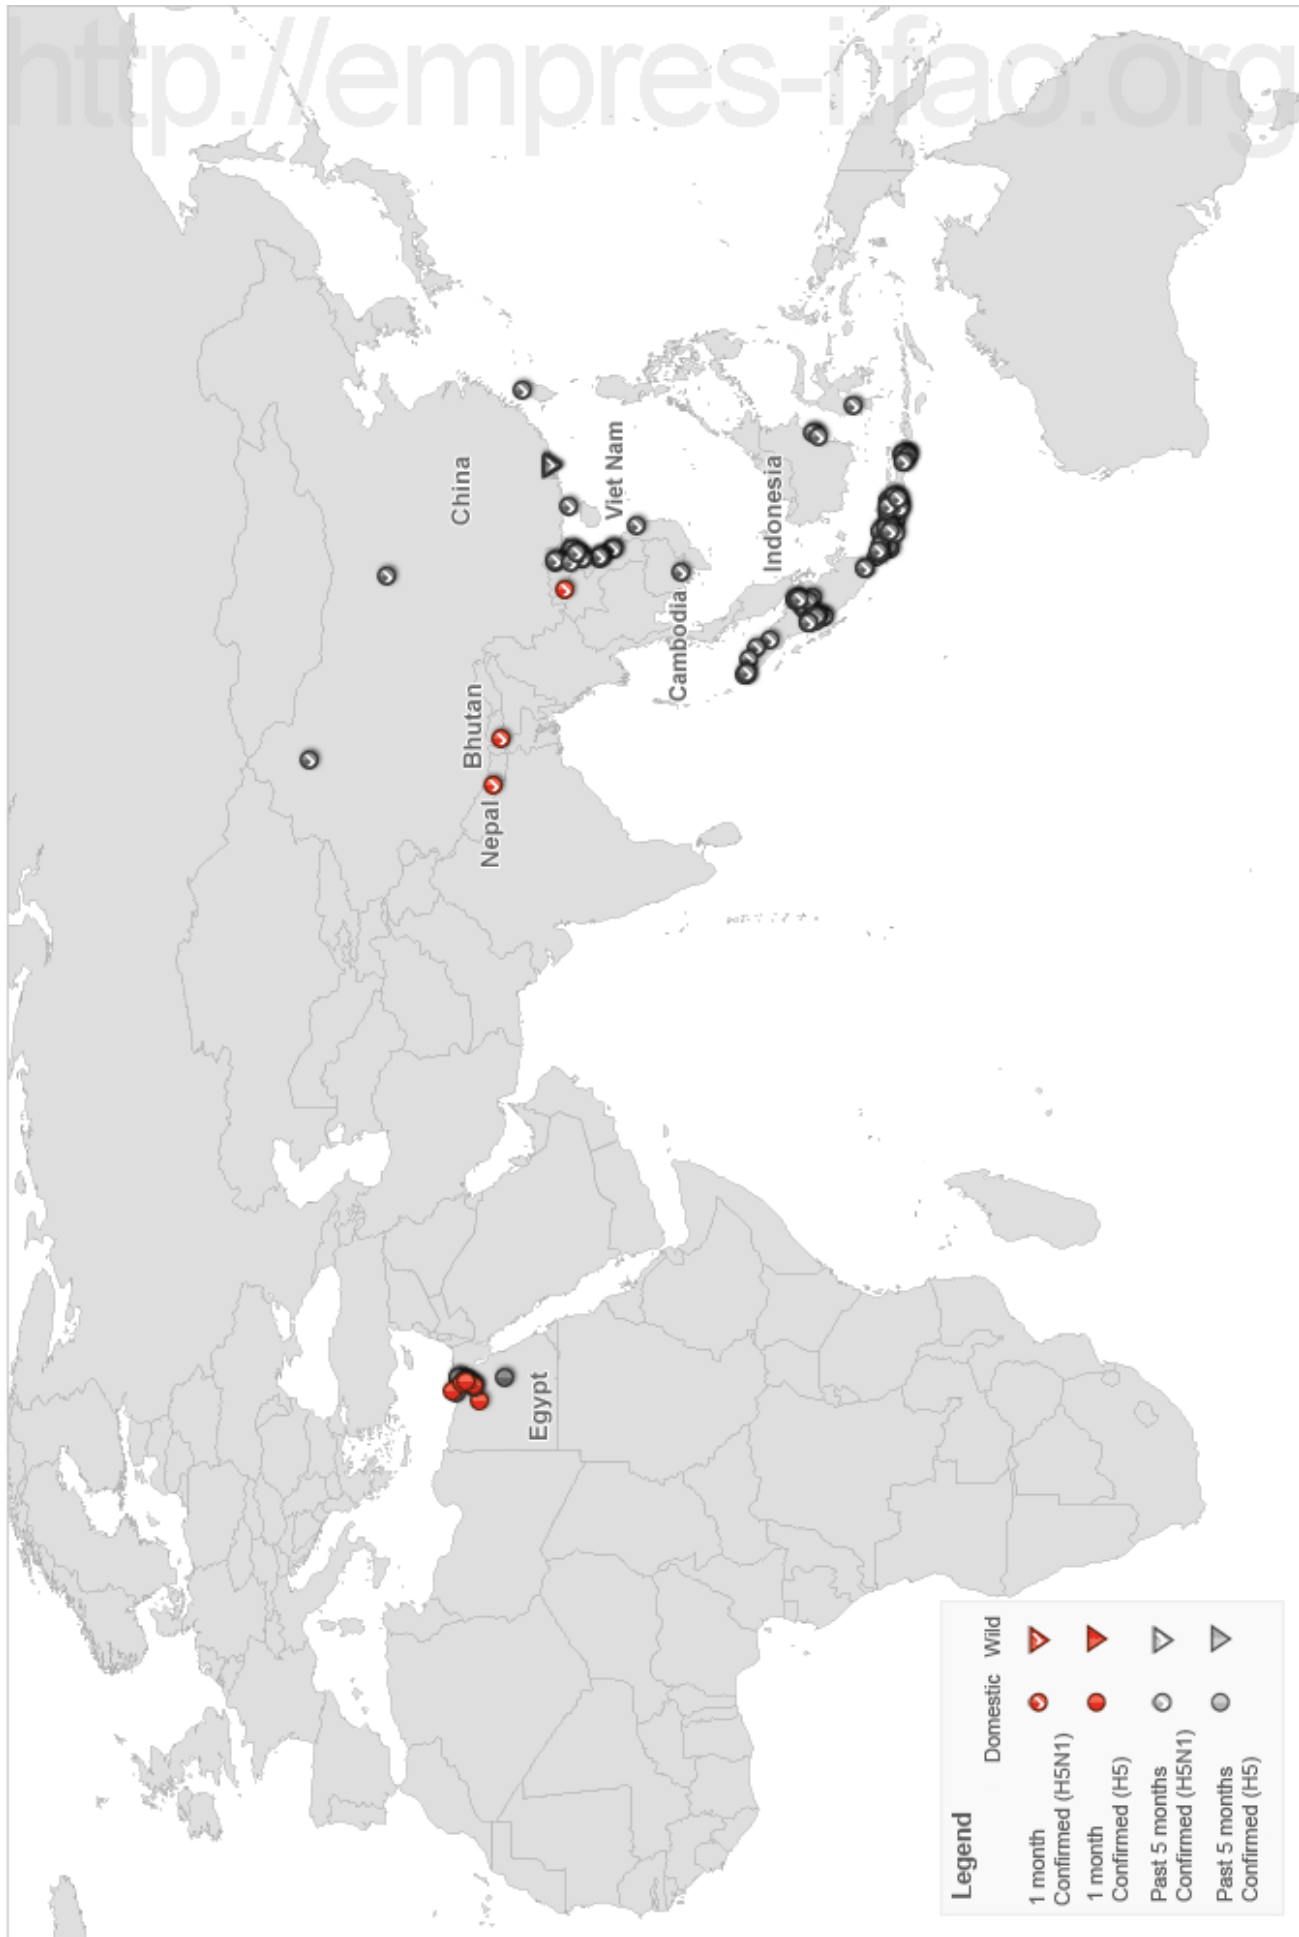 http://empres-i.fao.org
China
Viet Nam
Bhutan
Nepal
Cambodia
Indonesia
Egypt
Legend
Domestic Wild
1 month
Confirmed (H5N1)
1 month
Confirmed (H5)
Past 5 months
Confirmed (H5N1)
Past 5 months
Confirmed (H5)